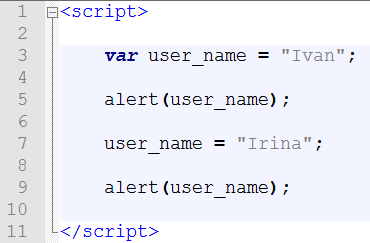 1 <script>
2
3 var user_name = "Ivan";
4
5 alert(user_name);
6
7 user_name = "Irina";
8
9 alert(user_name);
10
11 </script>